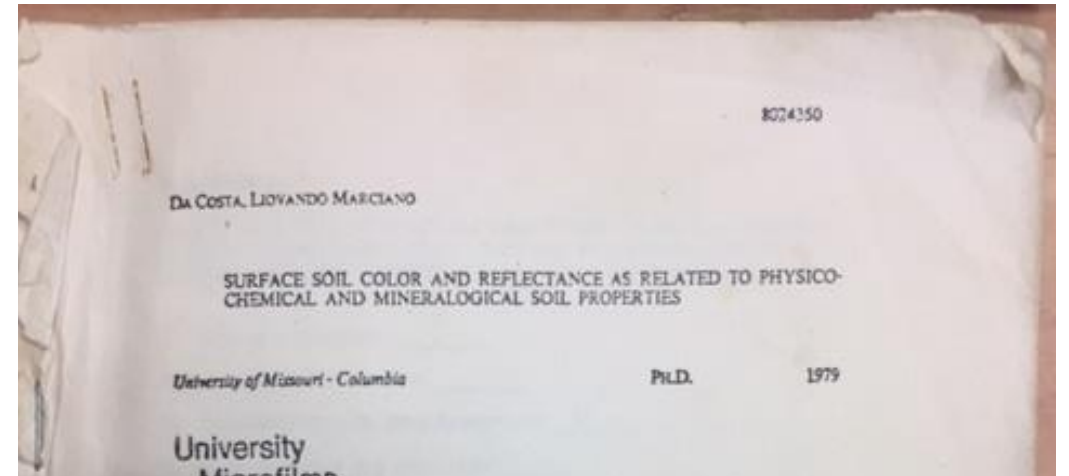 8024350
DA COSTA, LIOVANDO MARCIANO
SURFACE SOIL COLOR AND REFLECTANCE AS RELATED TO PHYSICO-
CHEMICAL AND MINERALOGICAL SOIL PROPERTIES
University of Missouri - Columbia PH.D. 1979
University
Microfilms